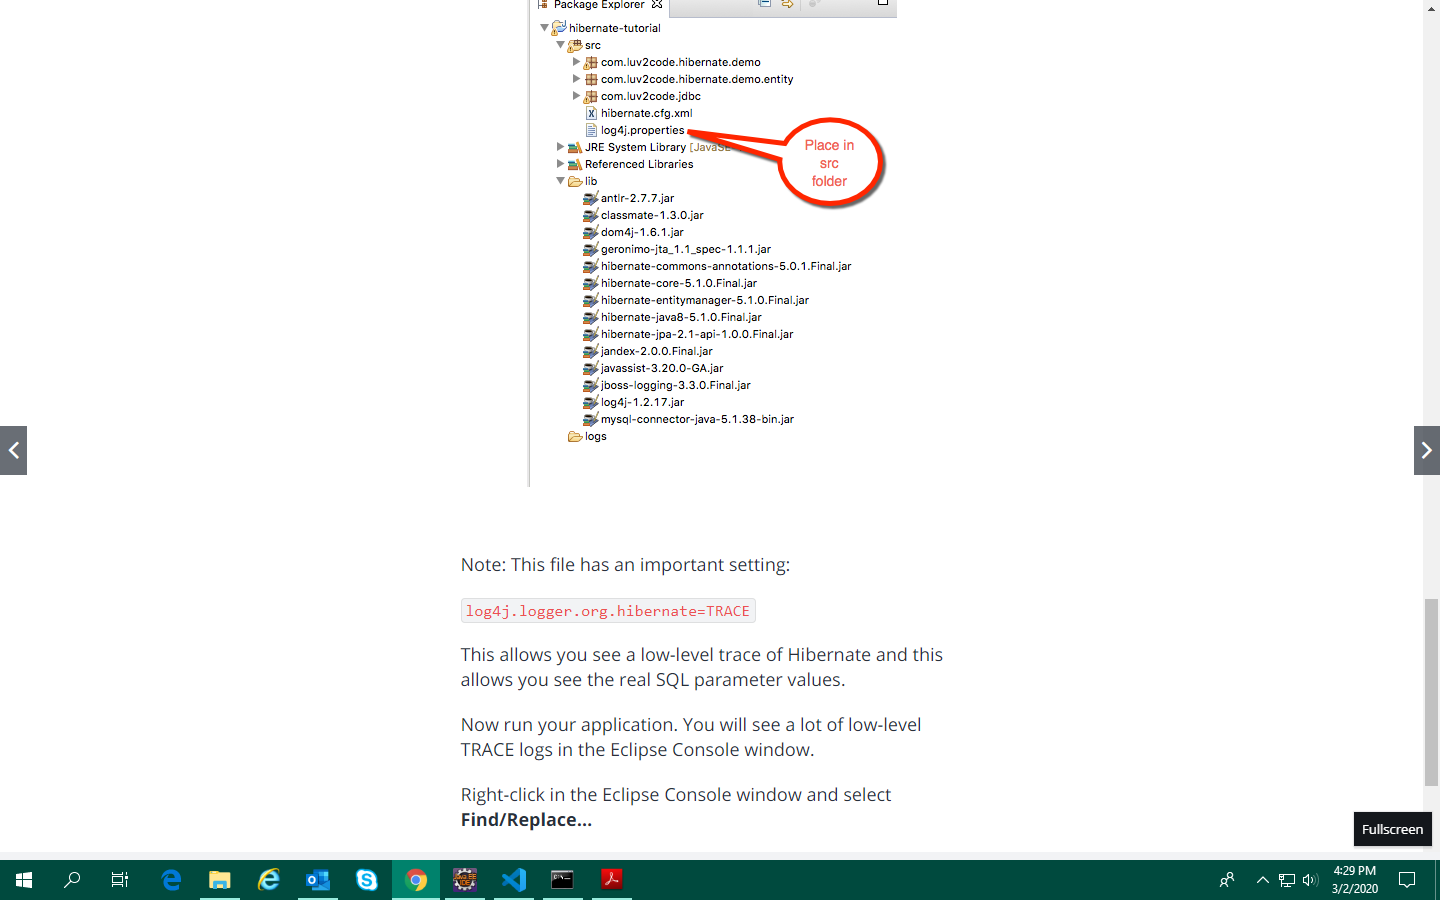 Package Explorer
hibernate-tutorial
src
com.luv2code.hibernate.demo
com.luv2code.hibernate.demo.entity
com.luv2code.jdbc
hibernate.cfg.xml
log4j.properties
Place in
src
folder
JRE System Library [JavaSE
Referenced Libraries
lib
antlr-2.7.7.jar
classmate-1.3.0.jar
dom4j-1.6.1.jar
geronimo-jta_1.1_spec-1.1.1.jar
hibernate-commons-annotations-5.0.1.Final.jar
hibernate-core-5.1.0.Final.jar
hibernate-entitymanager-5.1.0.Final.jar
hibernate-java8-5.1.0.Final.jar
hibernate-jpa-2.1-api-1.0.0.Final.jar
jandex-2.0.0.Final.jar
javassist-3.20.0-GA.jar
jboss-logging-3.3.0.Final.jar
log4j-1.2.17.jar
mysql-connector-java-5.1.38-bin.jar
logs
Note: This file has an important setting:
log4j.logger.org.hibernate=TRACE
This allows you see a low-level trace of Hibernate and this
allows you see the real SQL parameter values.
Now run your application. You will see a lot of low-level
TRACE logs in the Eclipse Console window.
Right-click in the Eclipse Console window and select
Find/Replace...
Fullscreen
4:29 PM
3/2/2020